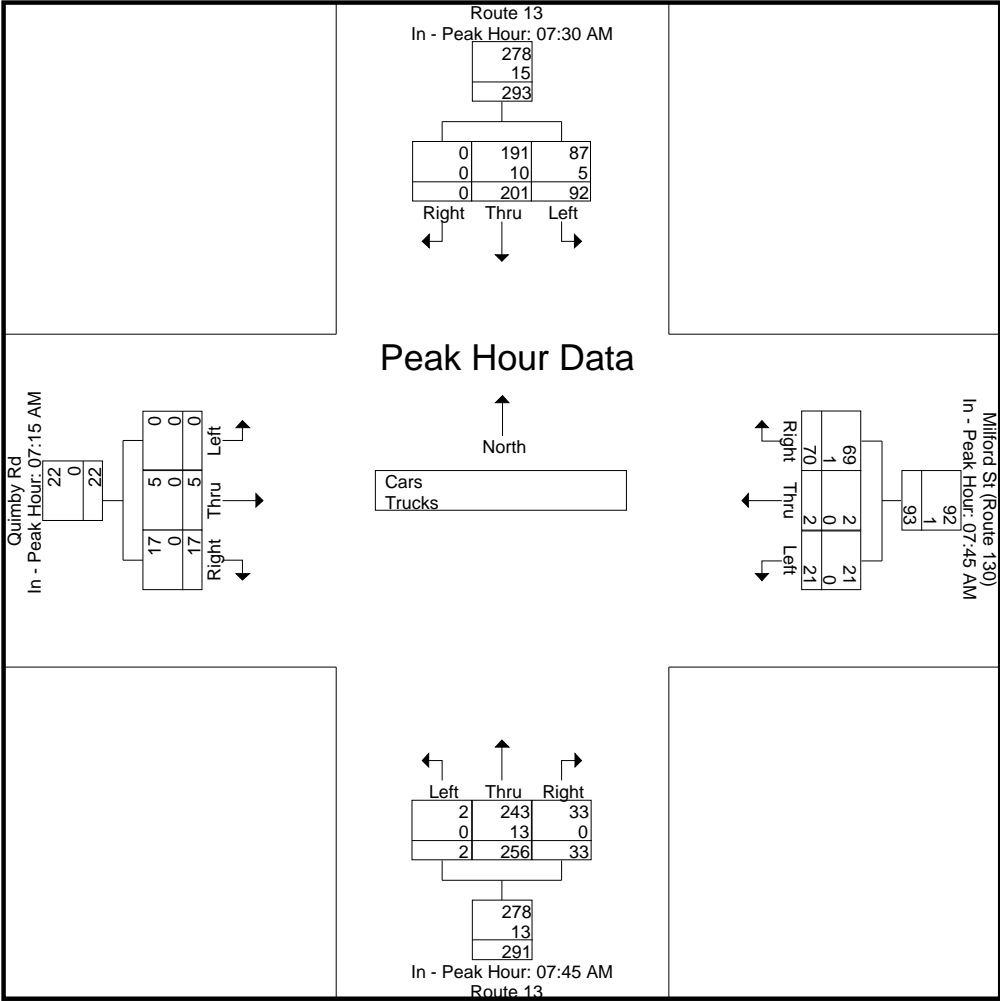 Route 13
In - Peak Hour: 07:30 AM
278
15
293
0 191 87
0 10 5
0 201 92
Right Thru Left
Peak Hour Data
North
Cars
Trucks
Quimby Rd
In - Peak Hour: 07:15 AM
22
0
22
0 5 17
0 0 0
0 5 17
Left Thru Right
Milford St (Route 130)
In - Peak Hour: 07:45 AM
92
1
93
69 2 21
1 0 0
70 2 21
Right Thru Left
Left Thru Right
2 243 33
0 13 0
2 256 33
278
13
291
In - Peak Hour: 07:45 AM
Route 13